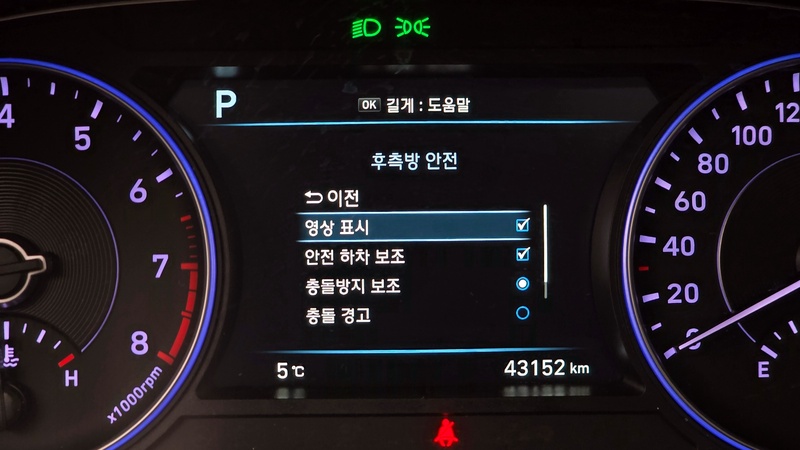 P
OK 길게 : 도움말
후측방 안전
이전
영상 표시
안전 하차 보조
충돌방지 보조
충돌 경고
5℃
43152 km
4
5
6
7
8
x1000rpm
H
120
100
80
60
40
20
0
E